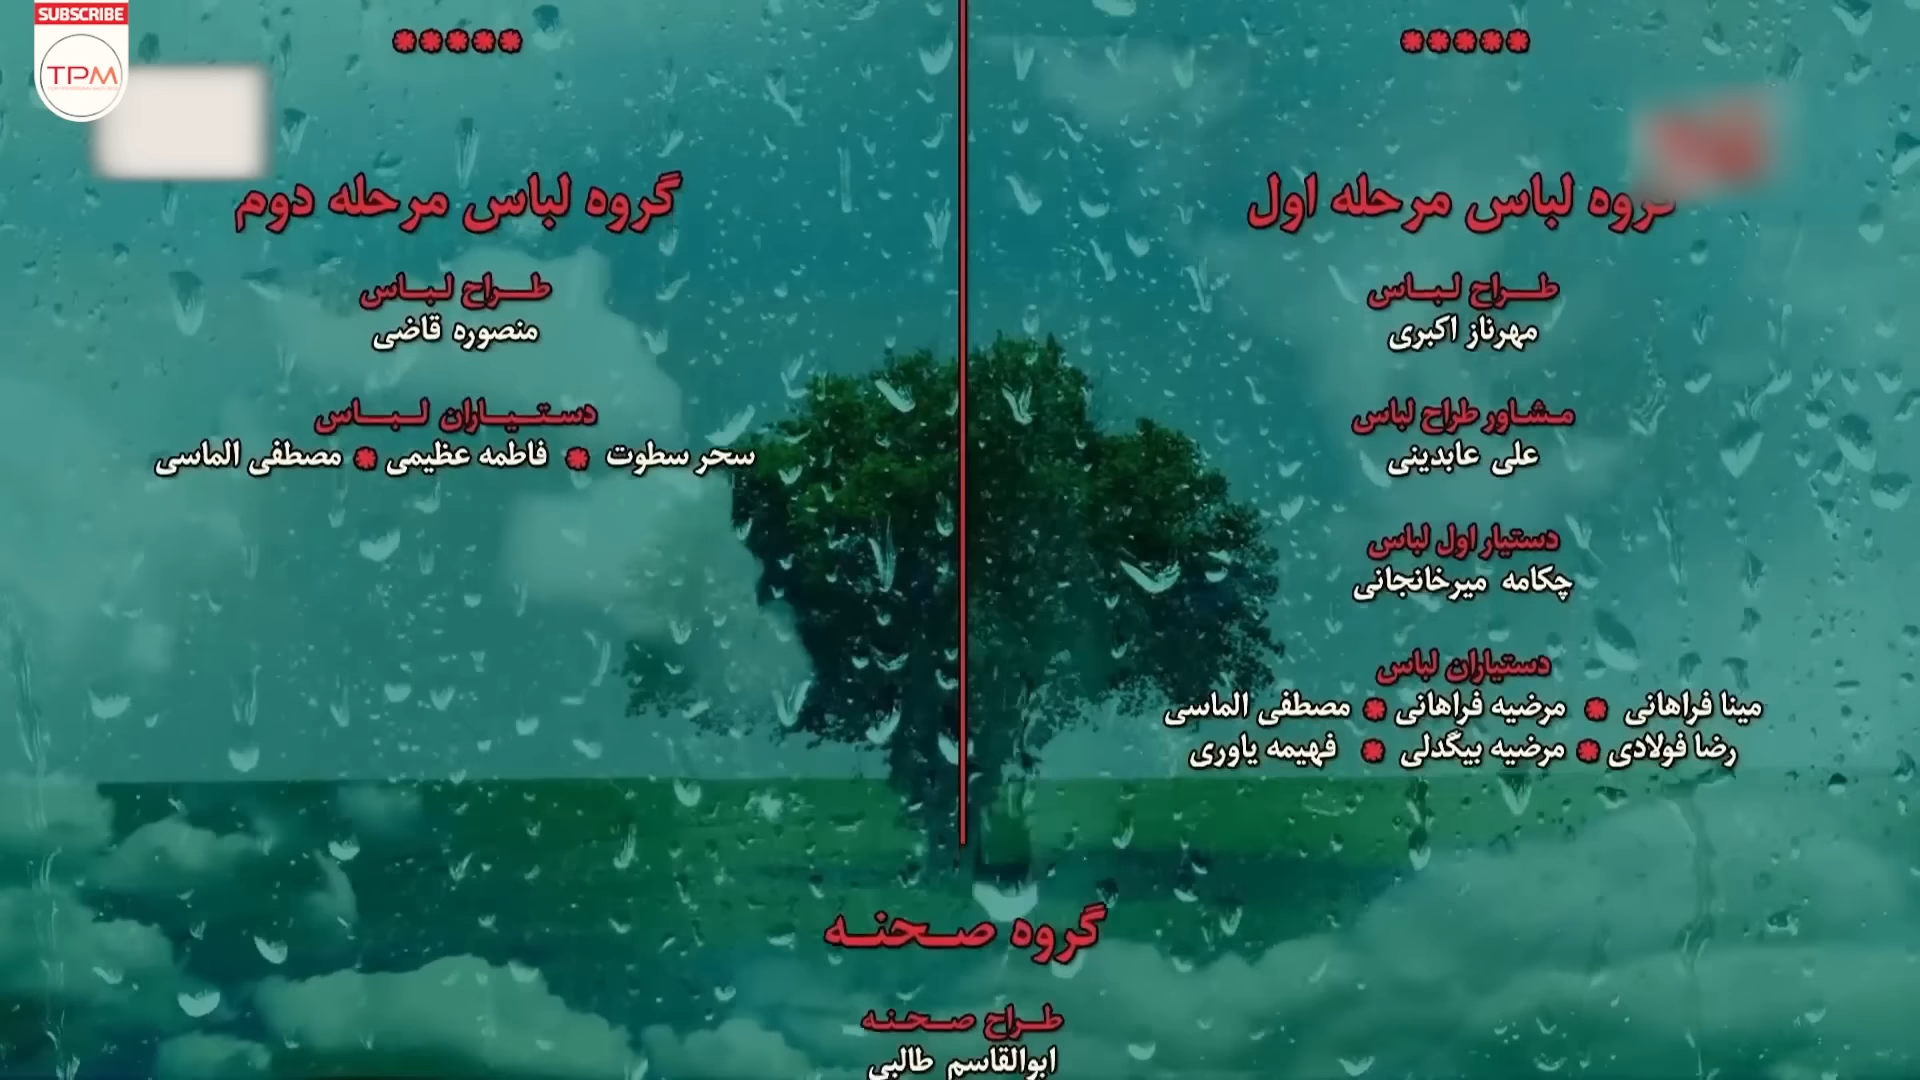 SUBSCRIBE
TPM
گروه لباس مرحله اول
طراح لباس
مهرناز اکبری
مشاور طراح لباس
علی عابدینی
دستیار اول لباس
چکامه میرخانجانی
دستیاران لباس
مینا فراهانی * مرضیه فراهانی * مصطفی الماسی
رضا فولادی * مرضیه بیگدلی * فهیمه یاوری
گروه لباس مرحله دوم
طراح لباس
منصوره قاضی
دستیاران لباس
سحر سطوت * فاطمه عظیمی * مصطفی الماسی
گروه صحنه
طراح صحنه
ابوالقاسم طالبی